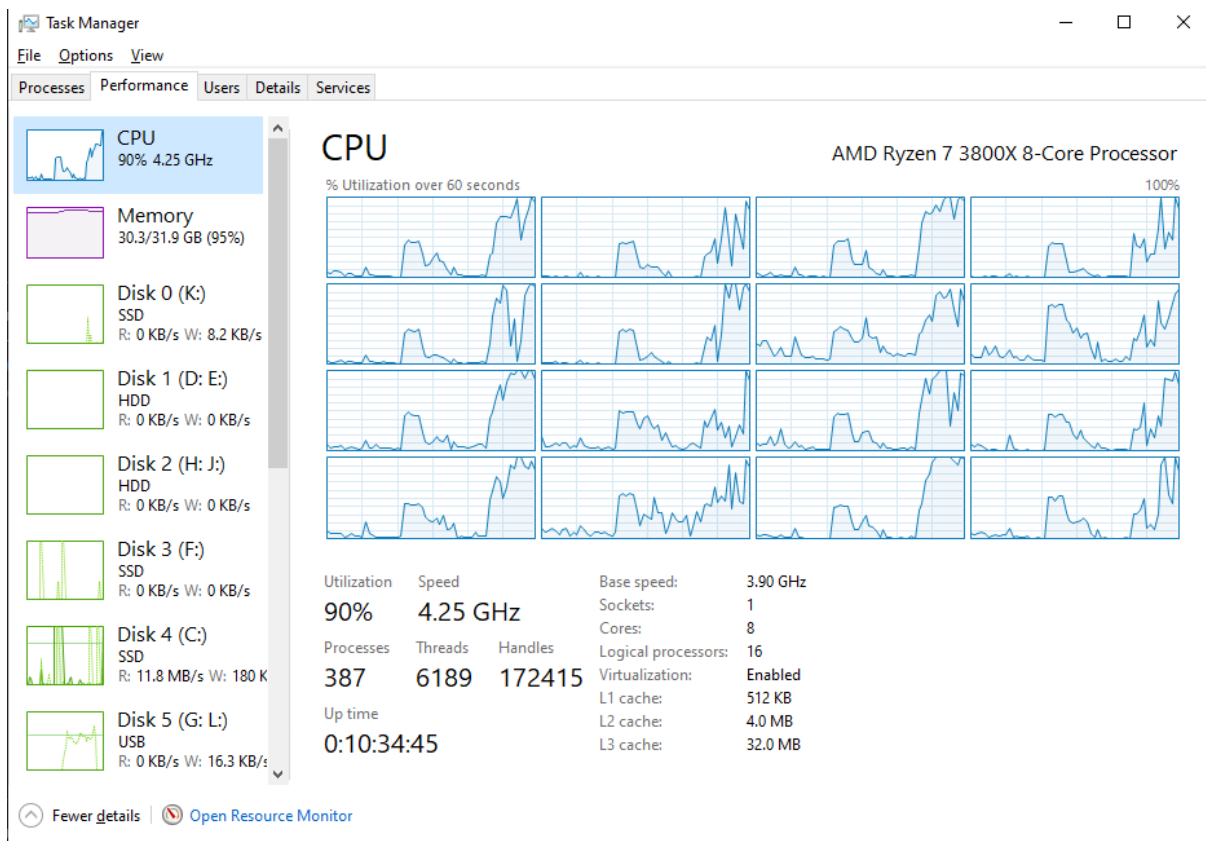 Task Manager
File Options View
Processes Performance Users Details Services
CPU
90% 4.25 GHz
Memory
30.3/31.9 GB (95%)
Disk 0 (K:)
SSD
R: 0 KB/s W: 8.2 KB/s
Disk 1 (D: E:)
HDD
R: 0 KB/s W: 0 KB/s
Disk 2 (H: J:)
HDD
R: 0 KB/s W: 0 KB/s
Disk 3 (F:)
SSD
R: 0 KB/s W: 0 KB/s
Disk 4 (C:)
SSD
R: 11.8 MB/s W: 180 K
Disk 5 (G: L:)
USB
R: 0 KB/s W: 16.3 KB/s
CPU
AMD Ryzen 7 3800X 8-Core Processor
% Utilization over 60 seconds 100%
Utilization Speed
90% 4.25 GHz
Processes Threads Handles
387 6189 172415
Up time
0:10:34:45
Base speed: 3.90 GHz
Sockets: 1
Cores: 8
Logical processors: 16
Virtualization: Enabled
L1 cache: 512 KB
L2 cache: 4.0 MB
L3 cache: 32.0 MB
Fewer details Open Resource Monitor